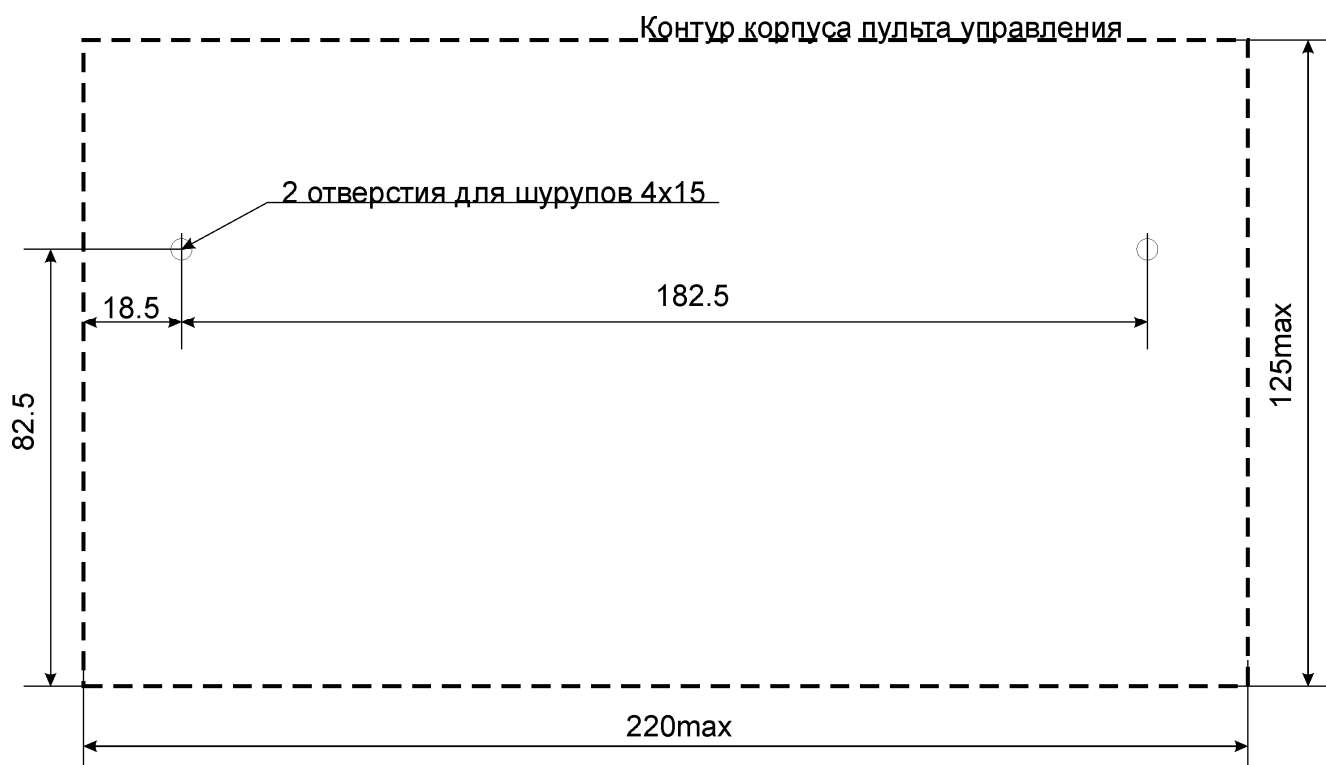 Контур корпуса пульта управления
2 отверстия для шурупов 4x15
18.5
182.5
82.5
125max
220max